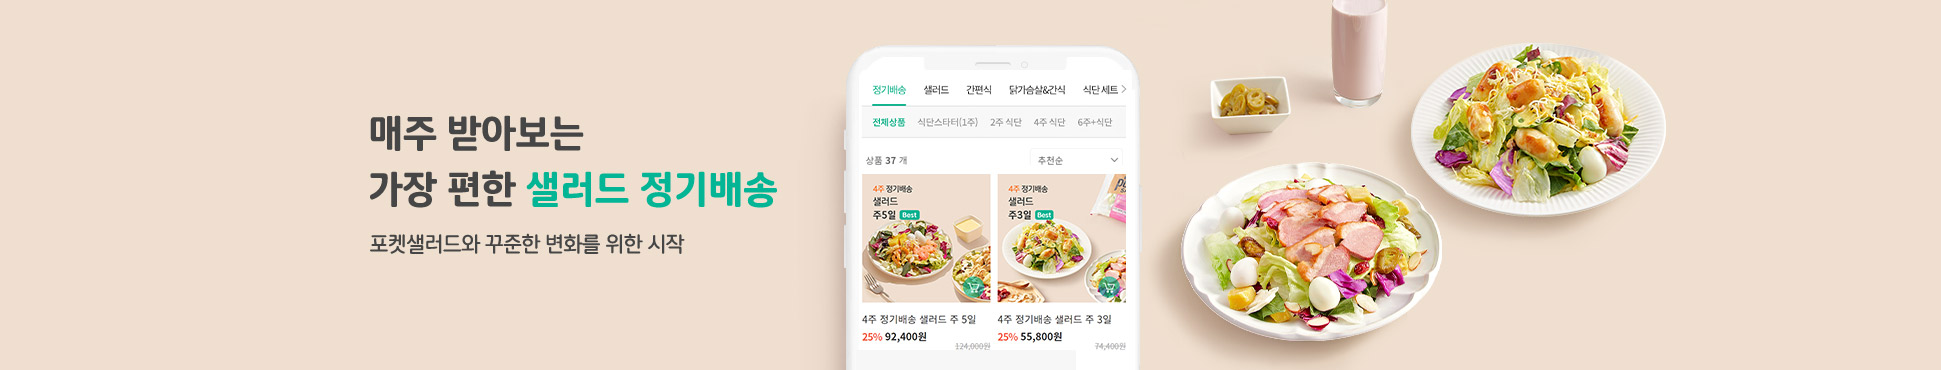 매주 받아보는
가장 편한 샐러드 정기배송
포켓샐러드와 꾸준한 변화를 위한 시작
정기배송 샐러드 간편식 닭가슴살&간식 식단 세트
전체상품 식단스타터(1주) 2주 식단 4주 식단 6주+식단
상품 37 개 추천순
4주 정기배송
샐러드
주5일 Best
4주 정기배송
샐러드
주3일 Best
4주 정기배송 샐러드 주 5일
25% 92,400원
124,000원
4주 정기배송 샐러드 주 3일
25% 55,800원
74,400원